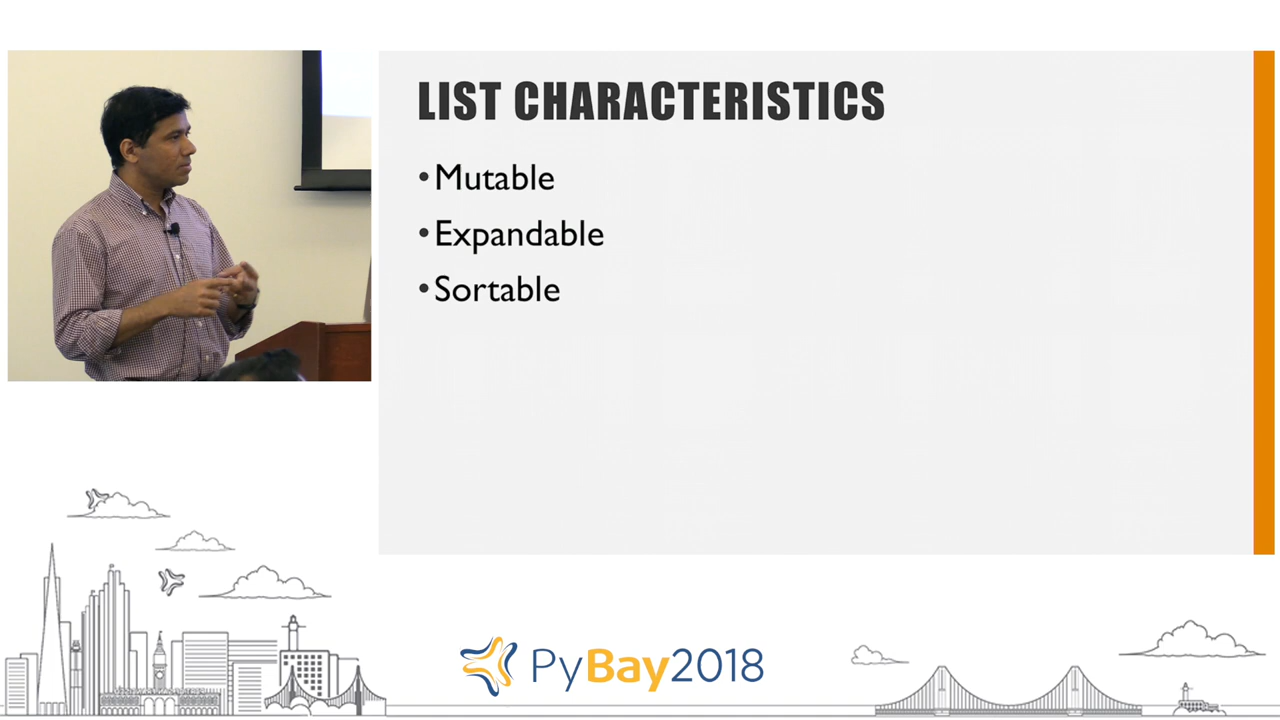 LIST CHARACTERISTICS
•Mutable
•Expandable
•Sortable
PyBay2018